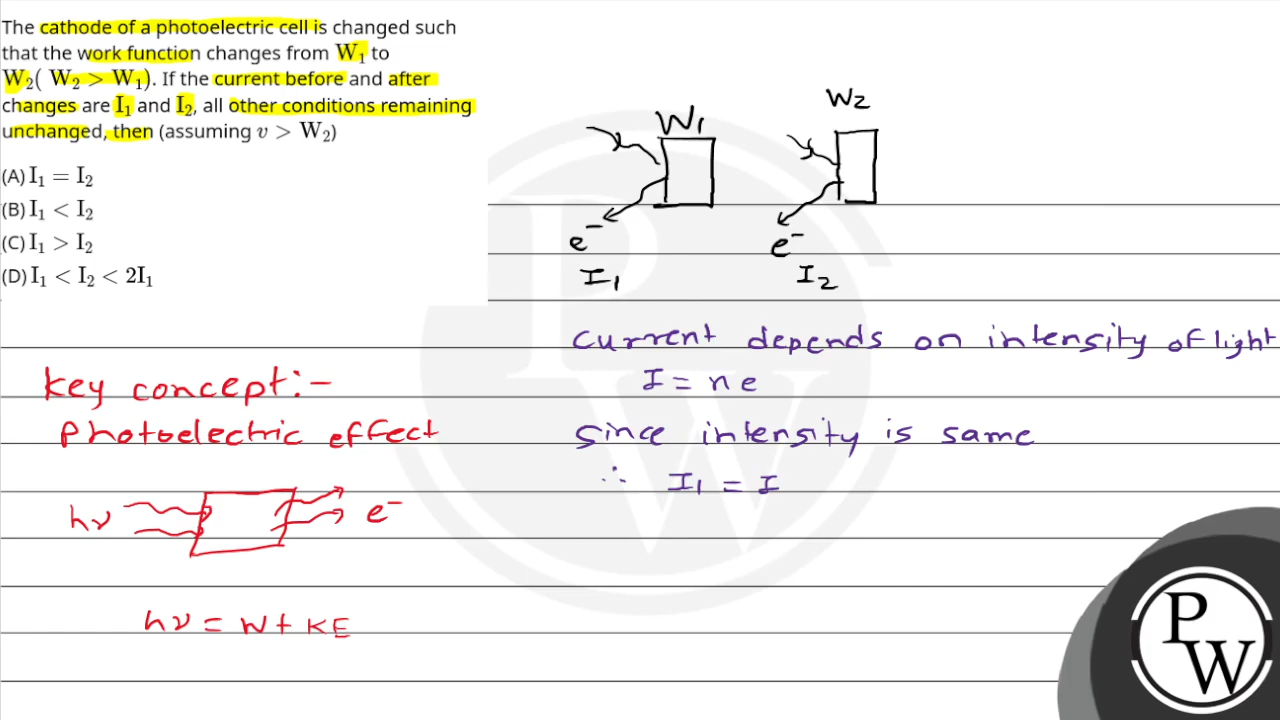 The cathode of a photoelectric cell is changed such
that the work function changes from W₁ to
W₂( W₂ > W₁). If the current before and after
changes are I₁ and I₂, all other conditions remaining
unchanged, then (assuming v > W₂)
(A) I₁ = I₂
(B) I₁ < I₂
(C) I₁ > I₂
(D) I₁ < I₂ < 2I₁
Key concept:-
Photoelectric effect
hν
e⁻
hν = W + KE
W₁
W₂
e⁻
e⁻
I₁
I₂
current depends on intensity of light
I = ne
since intensity is same
∴ I₁ = I
P
W